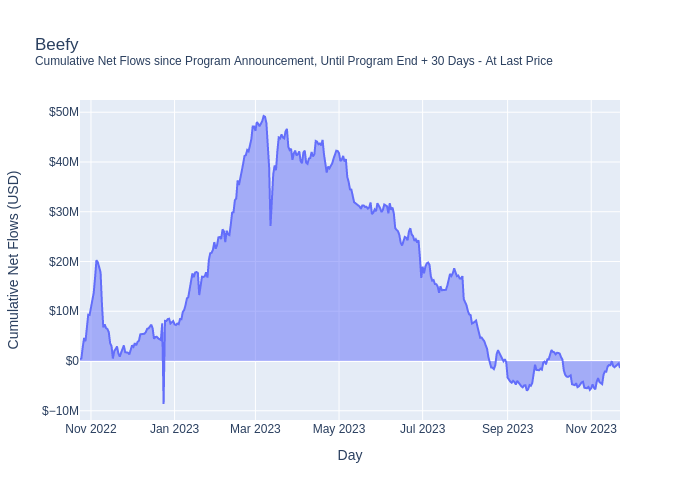 Beefy
Cumulative Net Flows since Program Announcement, Until Program End + 30 Days - At Last Price
Cumulative Net Flows (USD)
$50M
$40M
$30M
$20M
$10M
$0
$−10M
Nov 2022
Jan 2023
Mar 2023
May 2023
Jul 2023
Sep 2023
Nov 2023
Day